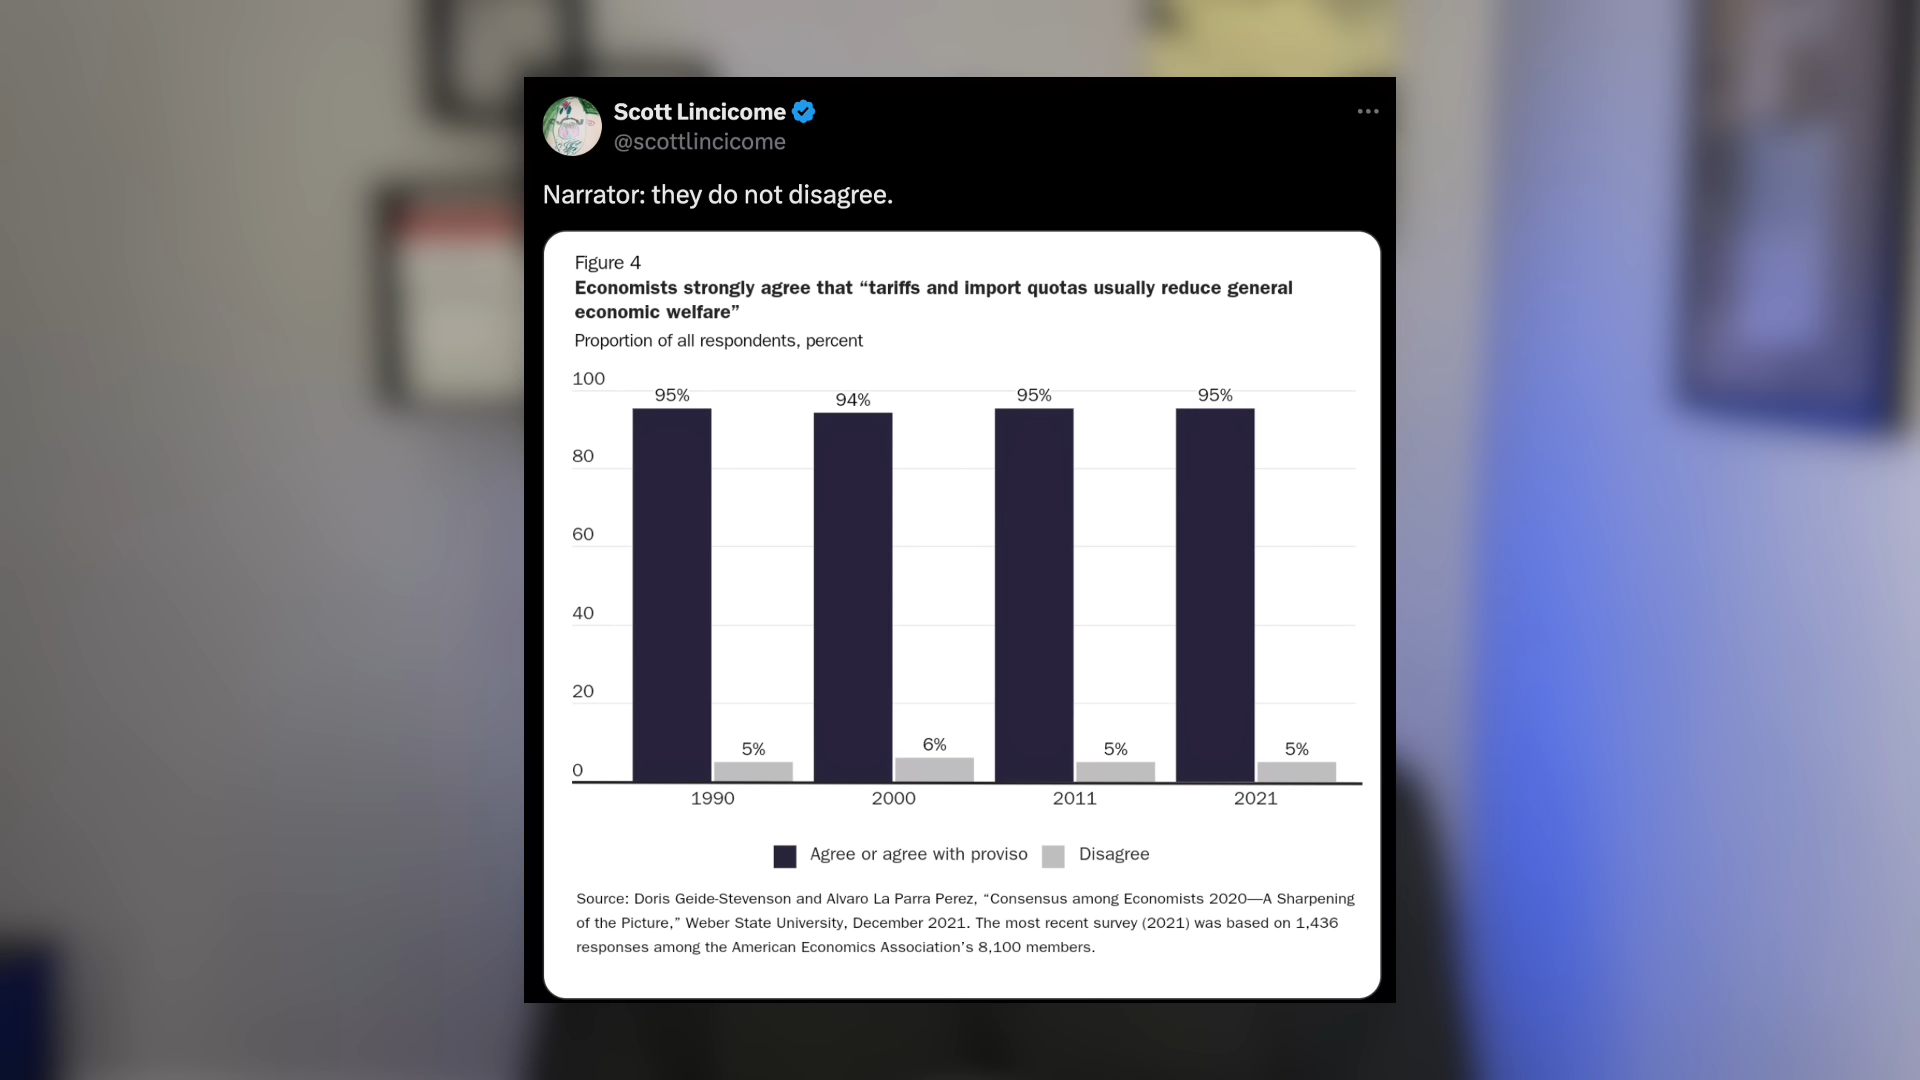 Scott Lincicome
@scottlincicome
Narrator: they do not disagree.
Figure 4
Economists strongly agree that “tariffs and import quotas usually reduce general
economic welfare”
Proportion of all respondents, percent
100
80
60
40
20
0
95%
5%
94%
6%
95%
5%
95%
5%
1990
2000
2011
2021
Agree or agree with proviso
Disagree
Source: Doris Geide-Stevenson and Alvaro La Parra Perez, “Consensus among Economists 2020—A Sharpening
of the Picture,” Weber State University, December 2021. The most recent survey (2021) was based on 1,436
responses among the American Economics Association’s 8,100 members.